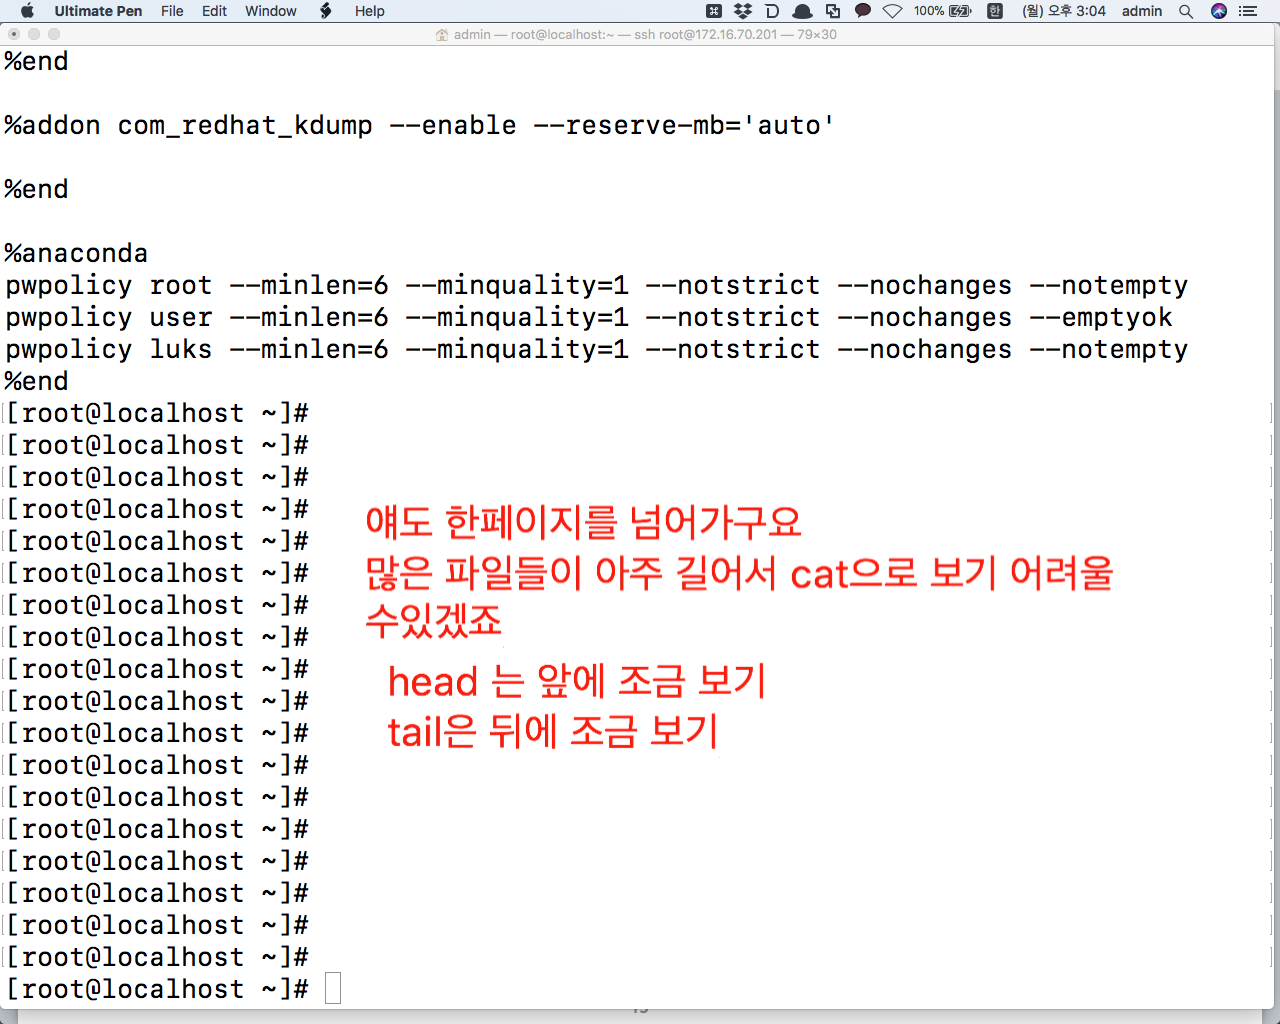 Ultimate Pen File Edit Window Help 100% 한 (월) 오후 3:04 admin
admin — root@localhost:~ — ssh root@172.16.70.201 — 79×30
%end
%addon com_redhat_kdump --enable --reserve-mb='auto'
%end
%anaconda
pwpolicy root --minlen=6 --minquality=1 --notstrict --nochanges --notempty
pwpolicy user --minlen=6 --minquality=1 --notstrict --nochanges --emptyok
pwpolicy luks --minlen=6 --minquality=1 --notstrict --nochanges --notempty
%end
[root@localhost ~]#
[root@localhost ~]#
[root@localhost ~]#
[root@localhost ~]#
얘도 한페이지를 넘어가구요
[root@localhost ~]#
[root@localhost ~]#
많은 파일들이 아주 길어서 cat으로 보기 어려울
[root@localhost ~]#
수있겠죠
[root@localhost ~]#
[root@localhost ~]#
head 는 앞에 조금 보기
[root@localhost ~]#
[root@localhost ~]#
tail은 뒤에 조금 보기
[root@localhost ~]#
[root@localhost ~]#
[root@localhost ~]#
[root@localhost ~]#
[root@localhost ~]#
[root@localhost ~]#
[root@localhost ~]#
[root@localhost ~]#